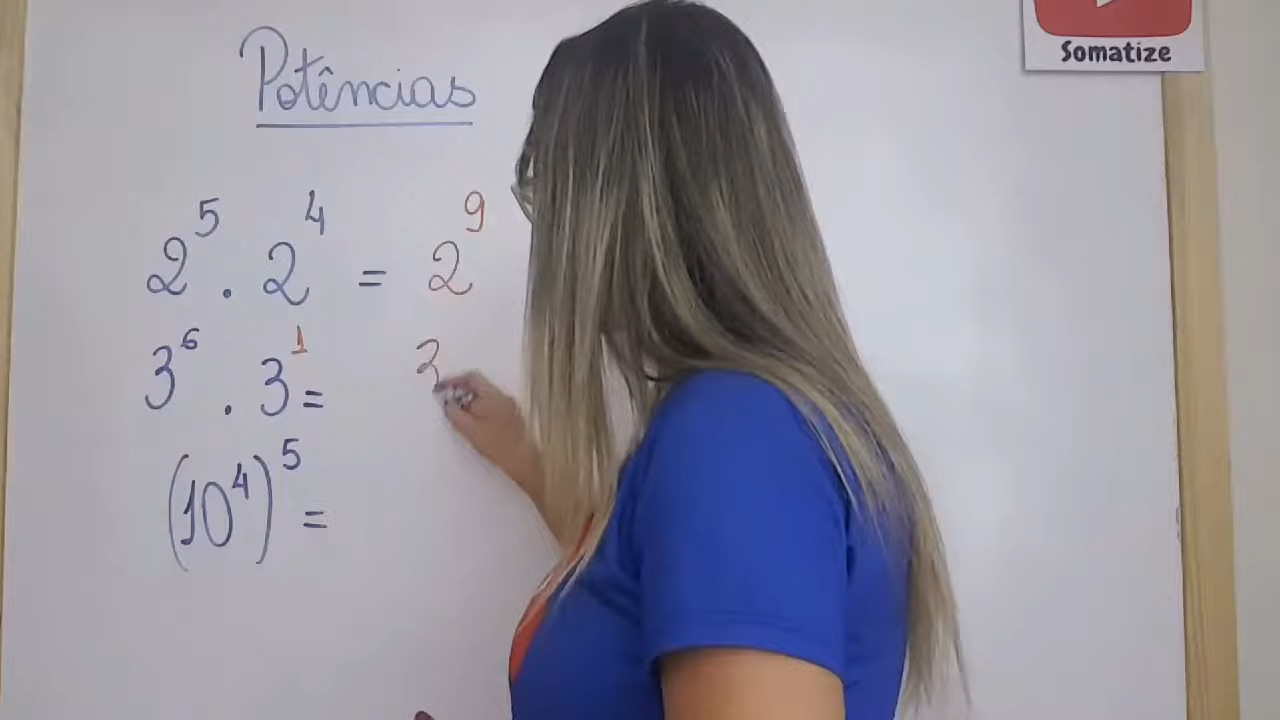 Somatize
Potências
2⁵ . 2⁴ = 2⁹
3⁶ . 3¹ = 3
(10⁴)⁵ =